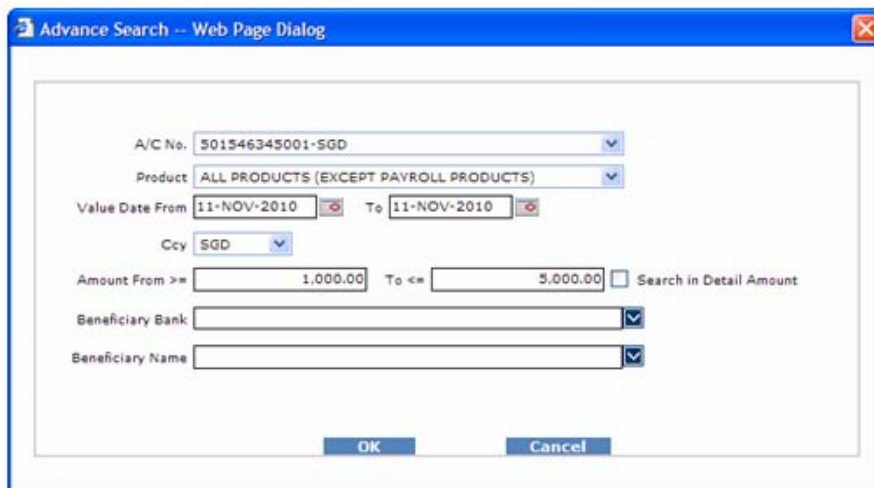 Advance Search -- Web Page Dialog
A/C No. 501546345001-SGD
Product ALL PRODUCTS (EXCEPT PAYROLL PRODUCTS)
Value Date From 11-NOV-2010 To 11-NOV-2010
Ccy SGD
Amount From >= 1,000.00 To <= 5,000.00 Search in Detail Amount
Beneficiary Bank
Beneficiary Name
OK Cancel